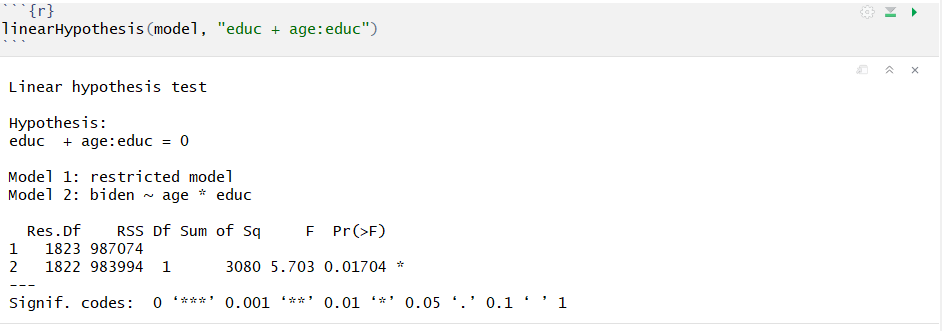 ```{r}
linearHypothesis(model, "educ + age:educ")
```
Linear hypothesis test
Hypothesis:
educ  + age:educ = 0
Model 1: restricted model
Model 2: biden ~ age * educ
  Res.Df    RSS Df Sum of Sq     F  Pr(>F)
1   1823 987074
2   1822 983994  1      3080 5.703 0.01704 *
---
Signif. codes:  0 ‘***’ 0.001 ‘**’ 0.01 ‘*’ 0.05 ‘.’ 0.1 ‘ ’ 1